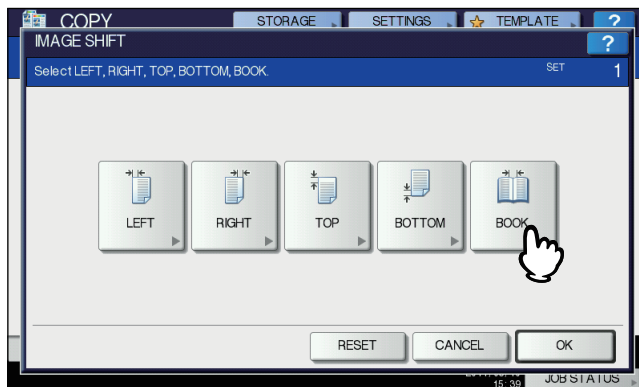 COPY STORAGE SETTINGS TEMPLATE ?
IMAGE SHIFT ?
Select LEFT, RIGHT, TOP, BOTTOM, BOOK. SET 1
LEFT RIGHT TOP BOTTOM BOOK
RESET CANCEL OK
15:39 JOB STATUS